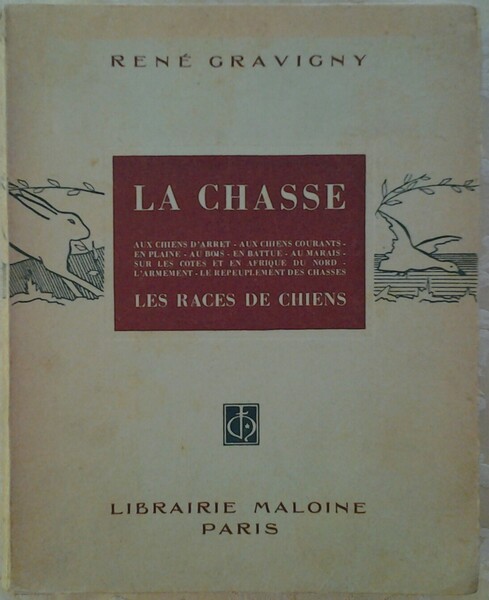 RENÉ GRAVIGNY
LA CHASSE
AUX CHIENS D'ARRET - AUX CHIENS COURANTS -
EN PLAINE - AU BOIS - EN BATTUE - AU MARAIS -
SUR LES COTES ET EN AFRIQUE DU NORD -
L'ARMEMENT - LE REPEUPLEMENT DES CHASSES
LES RACES DE CHIENS
LIBRAIRIE MALOINE
PARIS